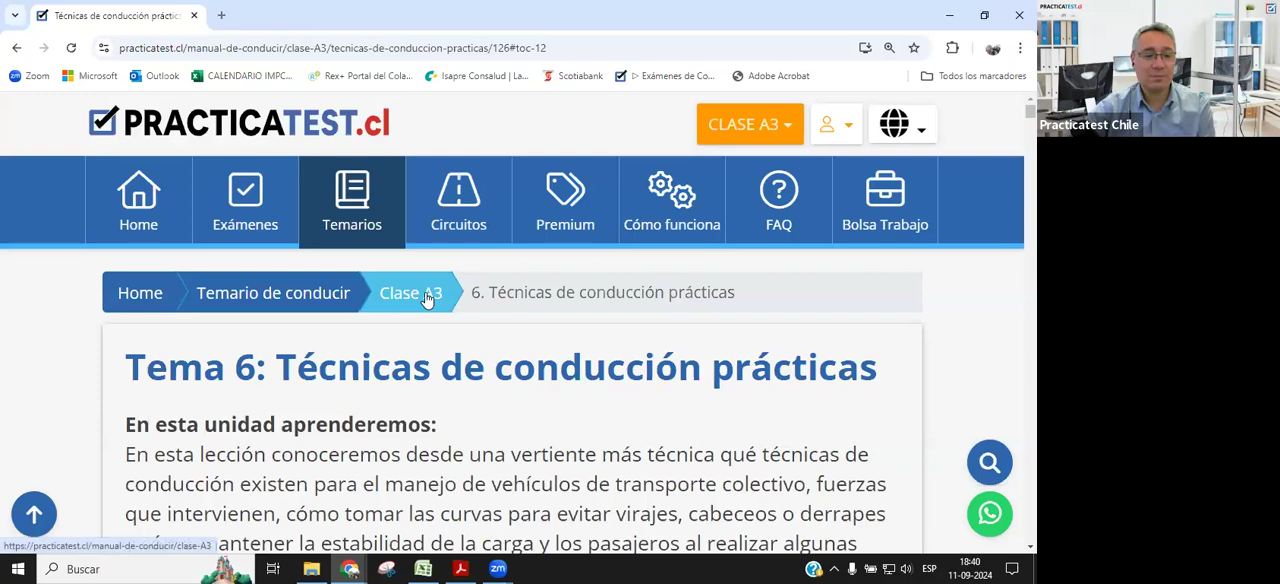 Técnicas de conducción práctic
practicatest.cl/manual-de-conducir/clase-A3/tecnicas-de-conduccion-practicas/126#toc-12
Zoom
Microsoft
Outlook
CALENDARIO IMPC...
Rex+ Portal del Cola...
Isapre Consalud | La...
Scotiabank
▷ Exámenes de Co...
Adobe Acrobat
Todos los marcadores
PRACTICATEST.cl
CLASE A3
Home
Exámenes
Temarios
Circuitos
Premium
Cómo funciona
FAQ
Bolsa Trabajo
Home
Temario de conducir
Clase A3
6. Técnicas de conducción prácticas
Tema 6: Técnicas de conducción prácticas
En esta unidad aprenderemos:
En esta lección conoceremos desde una vertiente más técnica qué técnicas de
conducción existen para el manejo de vehículos de transporte colectivo, fuerzas
que intervienen, cómo tomar las curvas para evitar virajes, cabeceos o derrapes
mantener la estabilidad de la carga y los pasajeros al realizar algunas
https://practicatest.cl/manual-de-conducir/clase-A3
Buscar
ESP
18:40
11-09-2024
PRACTICATEST.cl
Practicatest Chile